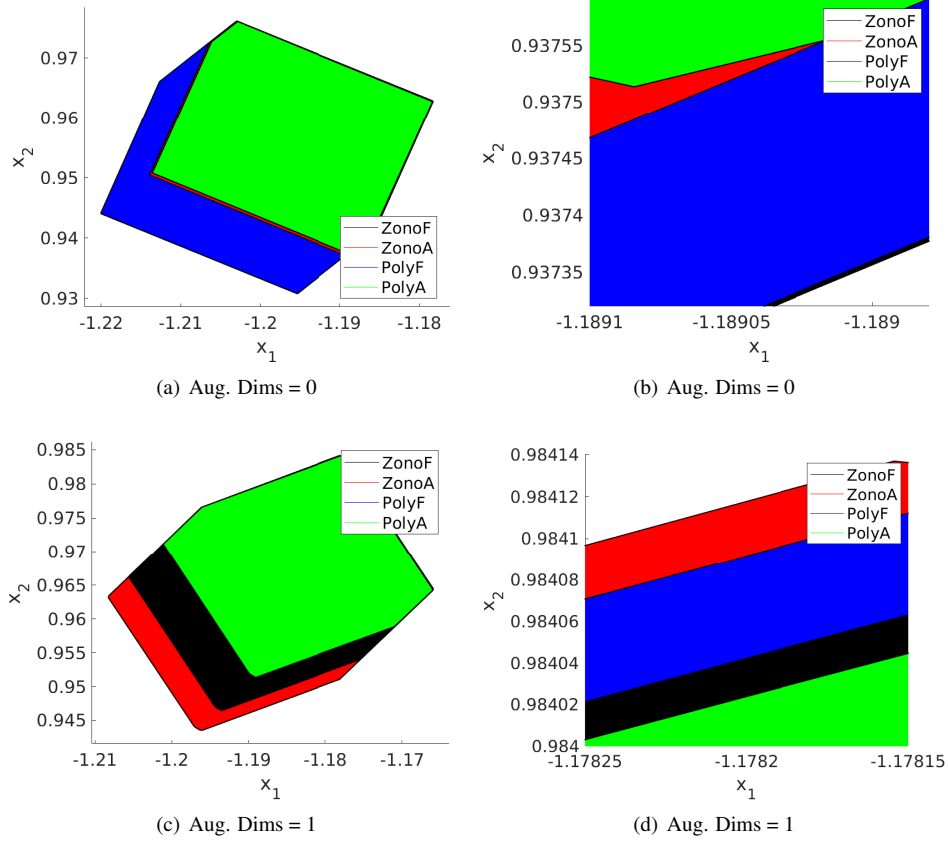 0.97
0.96
0.95
0.94
0.93
x2
-1.22
-1.21
-1.2
-1.19
-1.18
x1
ZonoF
ZonoA
PolyF
PolyA
(a) Aug. Dims = 0
0.93755
0.9375
0.93745
0.9374
0.93735
x2
-1.1891
-1.18905
-1.189
x1
ZonoF
ZonoA
PolyF
PolyA
(b) Aug. Dims = 0
0.985
0.98
0.975
0.97
0.965
0.96
0.955
0.95
0.945
x2
-1.21
-1.2
-1.19
-1.18
-1.17
x1
ZonoF
ZonoA
PolyF
PolyA
(c) Aug. Dims = 1
0.98414
0.98412
0.9841
0.98408
0.98406
0.98404
0.98402
0.984
x2
-1.17825
-1.1782
-1.17815
x1
ZonoF
ZonoA
PolyF
PolyA
(d) Aug. Dims = 1